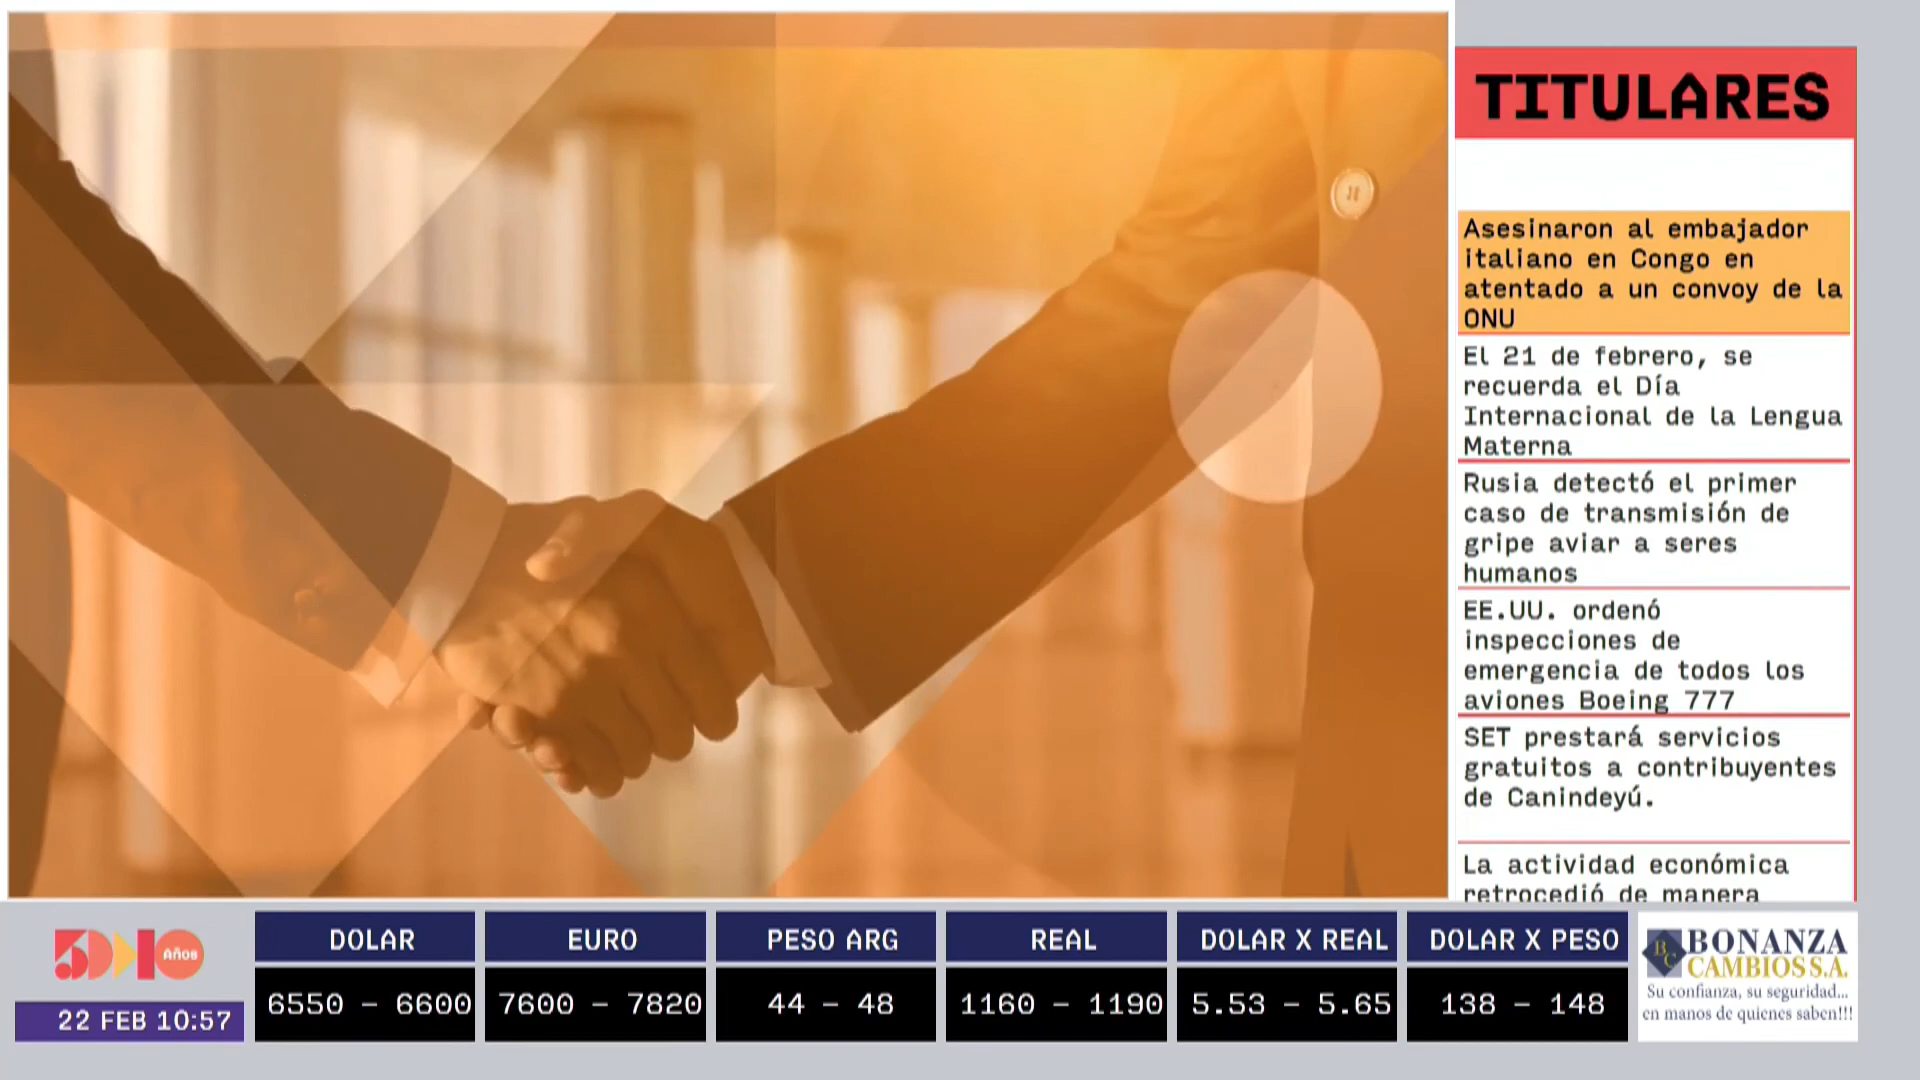 TITULARES
Asesinaron al embajador
italiano en Congo en
atentado a un convoy de la
ONU
El 21 de febrero, se
recuerda el Día
Internacional de la Lengua
Materna
Rusia detectó el primer
caso de transmisión de
gripe aviar a seres
humanos
EE.UU. ordenó
inspecciones de
emergencia de todos los
aviones Boeing 777
SET prestará servicios
gratuitos a contribuyentes
de Canindeyú.
La actividad económica
retrocedió de manera
Años
22 FEB 10:57
DOLAR
6550 - 6600
EURO
7600 - 7820
PESO ARG
44 - 48
REAL
1160 - 1190
DOLAR X REAL
5.53 - 5.65
DOLAR X PESO
138 - 148
BC
BONANZA
CAMBIOS S.A.
Su confianza, su seguridad...
en manos de quienes saben!!!